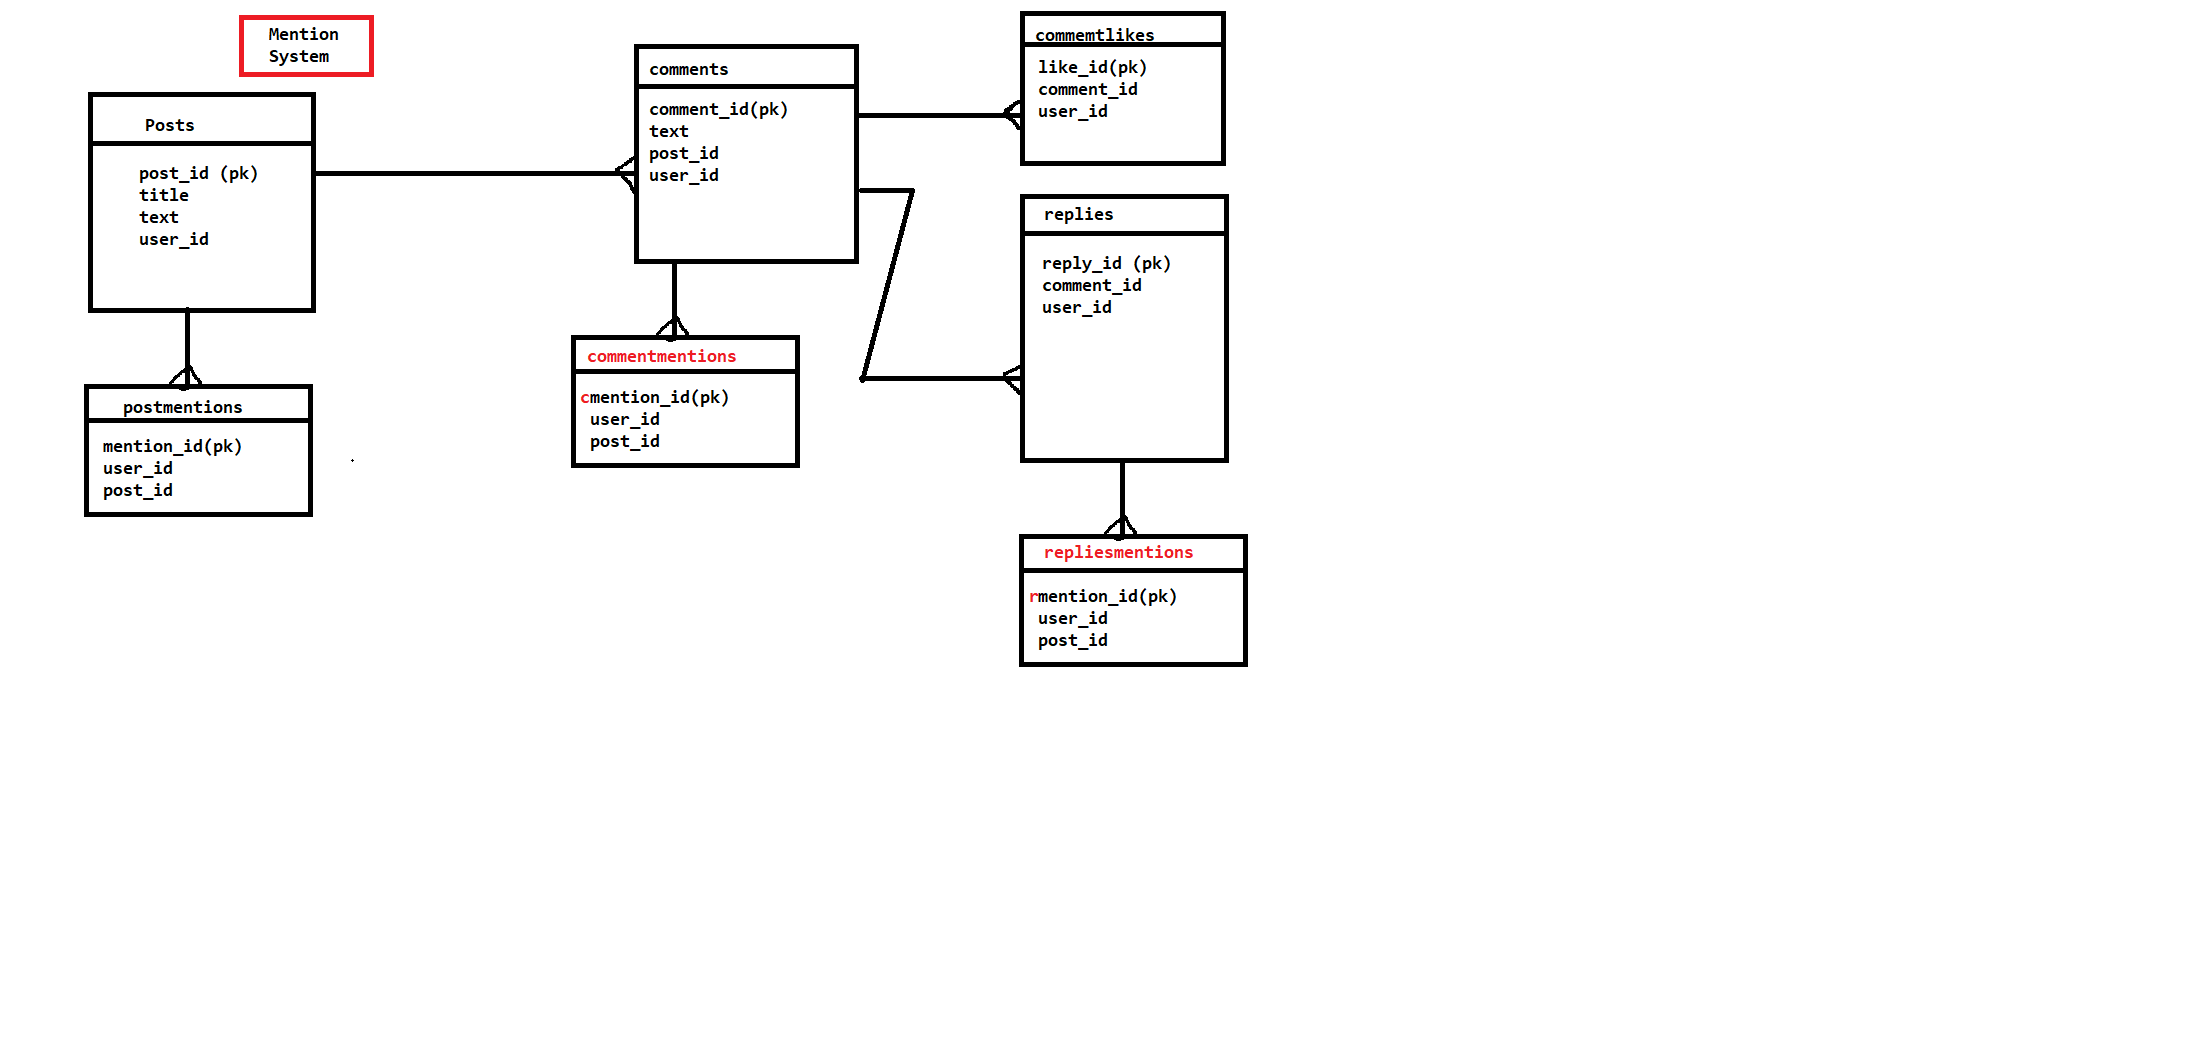 Mention
System
Posts
post_id (pk)
title
text
user_id
postmentions
mention_id(pk)
user_id
post_id
comments
comment_id(pk)
text
post_id
user_id
commentmentions
cmention_id(pk)
user_id
post_id
commemtlikes
like_id(pk)
comment_id
user_id
replies
reply_id (pk)
comment_id
user_id
repliesmentions
rmention_id(pk)
user_id
post_id